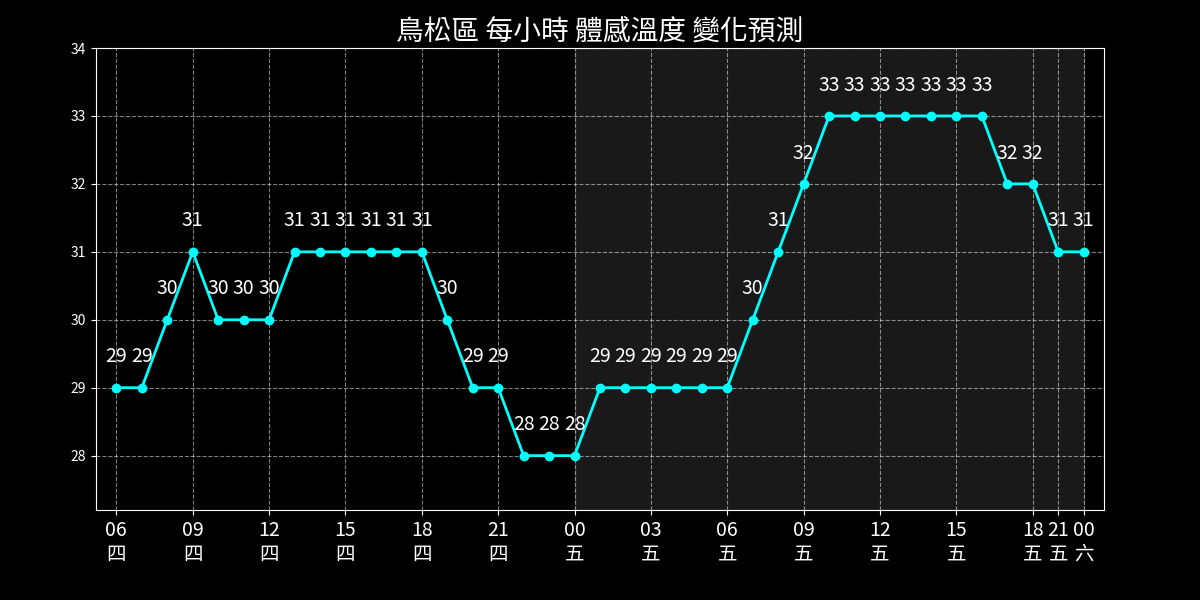 鳥松區 每小時 體感溫度 變化預測
34
33 33 33 33 33 33 33
33
32 32 32
32
31 31 31 31 31 31 31 31 31 31
31
30 30 30 30 30 30
30
29 29 29 29 29 29 29 29 29 29
29
28 28 28
28
06 09 12 15 18 21 00 03 06 09 12 15 18 21 00
四 四 四 四 四 四 五 五 五 五 五 五 五 五 六